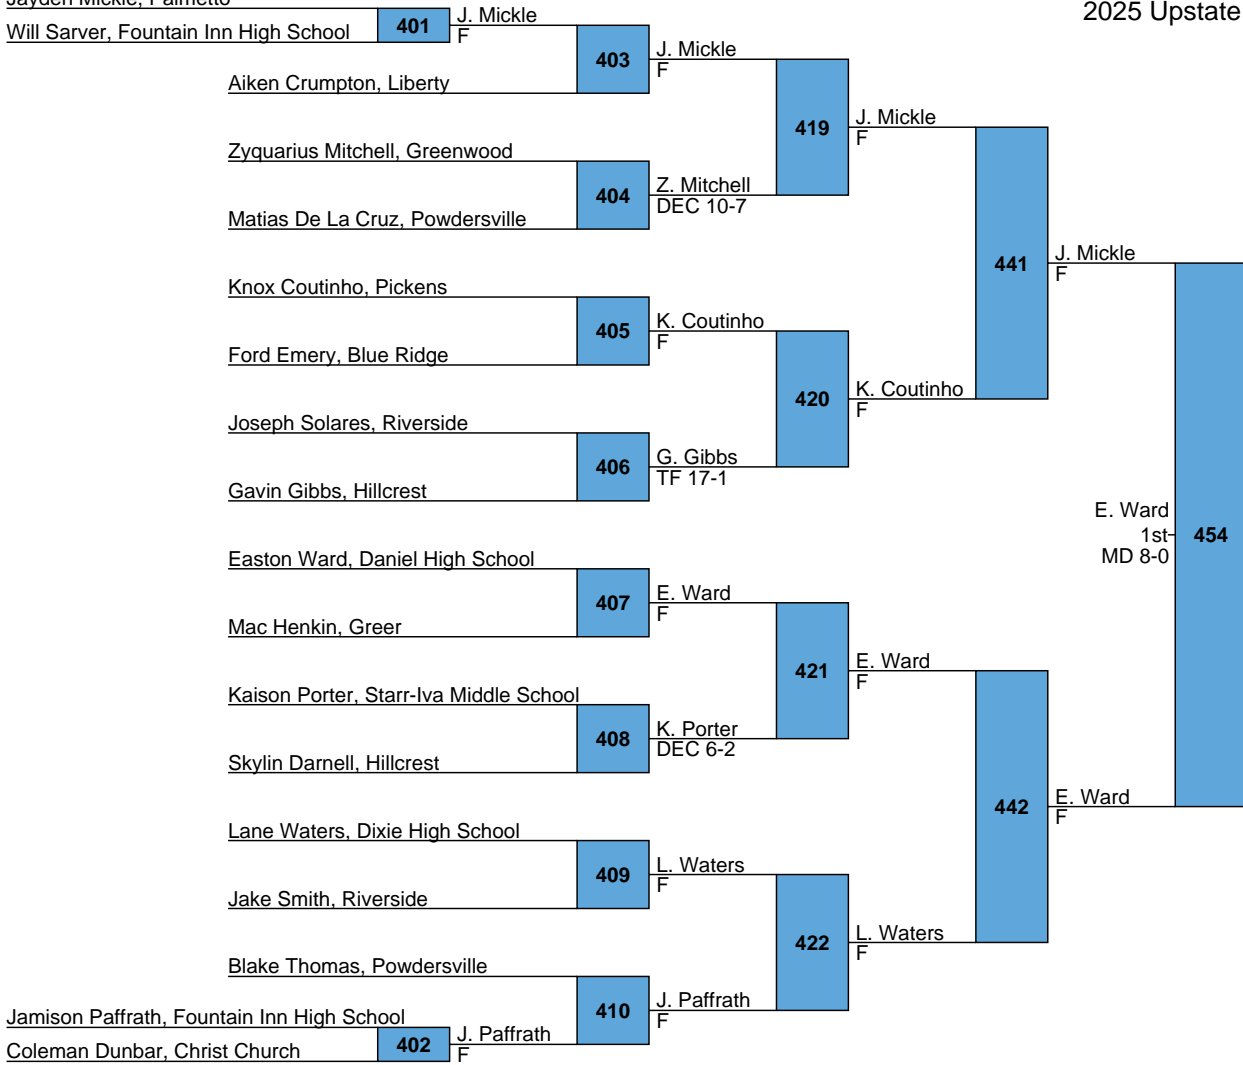 Jayden Mickle, Palmetto
2025 Upstate
401
J. Mickle
F
Will Sarver, Fountain Inn High School
403
J. Mickle
F
Aiken Crumpton, Liberty
419
J. Mickle
F
Zyquarius Mitchell, Greenwood
404
Z. Mitchell
DEC 10-7
Matias De La Cruz, Powdersville
441
J. Mickle
F
Knox Coutinho, Pickens
405
K. Coutinho
F
Ford Emery, Blue Ridge
420
K. Coutinho
F
Joseph Solares, Riverside
406
G. Gibbs
TF 17-1
Gavin Gibbs, Hillcrest
E. Ward
1st
MD 8-0
454
Easton Ward, Daniel High School
407
E. Ward
F
Mac Henkin, Greer
421
E. Ward
F
Kaison Porter, Starr-Iva Middle School
408
K. Porter
DEC 6-2
Skylin Darnell, Hillcrest
442
E. Ward
F
Lane Waters, Dixie High School
409
L. Waters
F
Jake Smith, Riverside
422
L. Waters
F
Blake Thomas, Powdersville
410
J. Paffrath
F
Jamison Paffrath, Fountain Inn High School
402
J. Paffrath
F
Coleman Dunbar, Christ Church